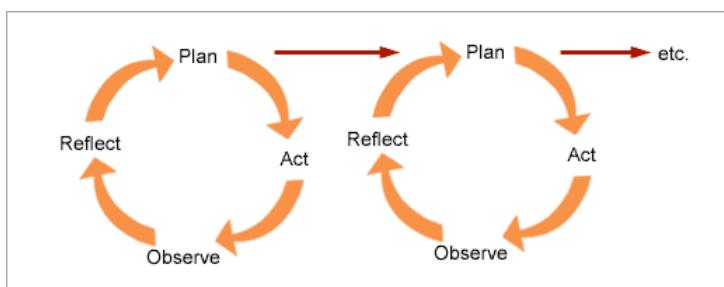 Plan
Act
Observe
Reflect
Plan
Act
Observe
Reflect
etc.